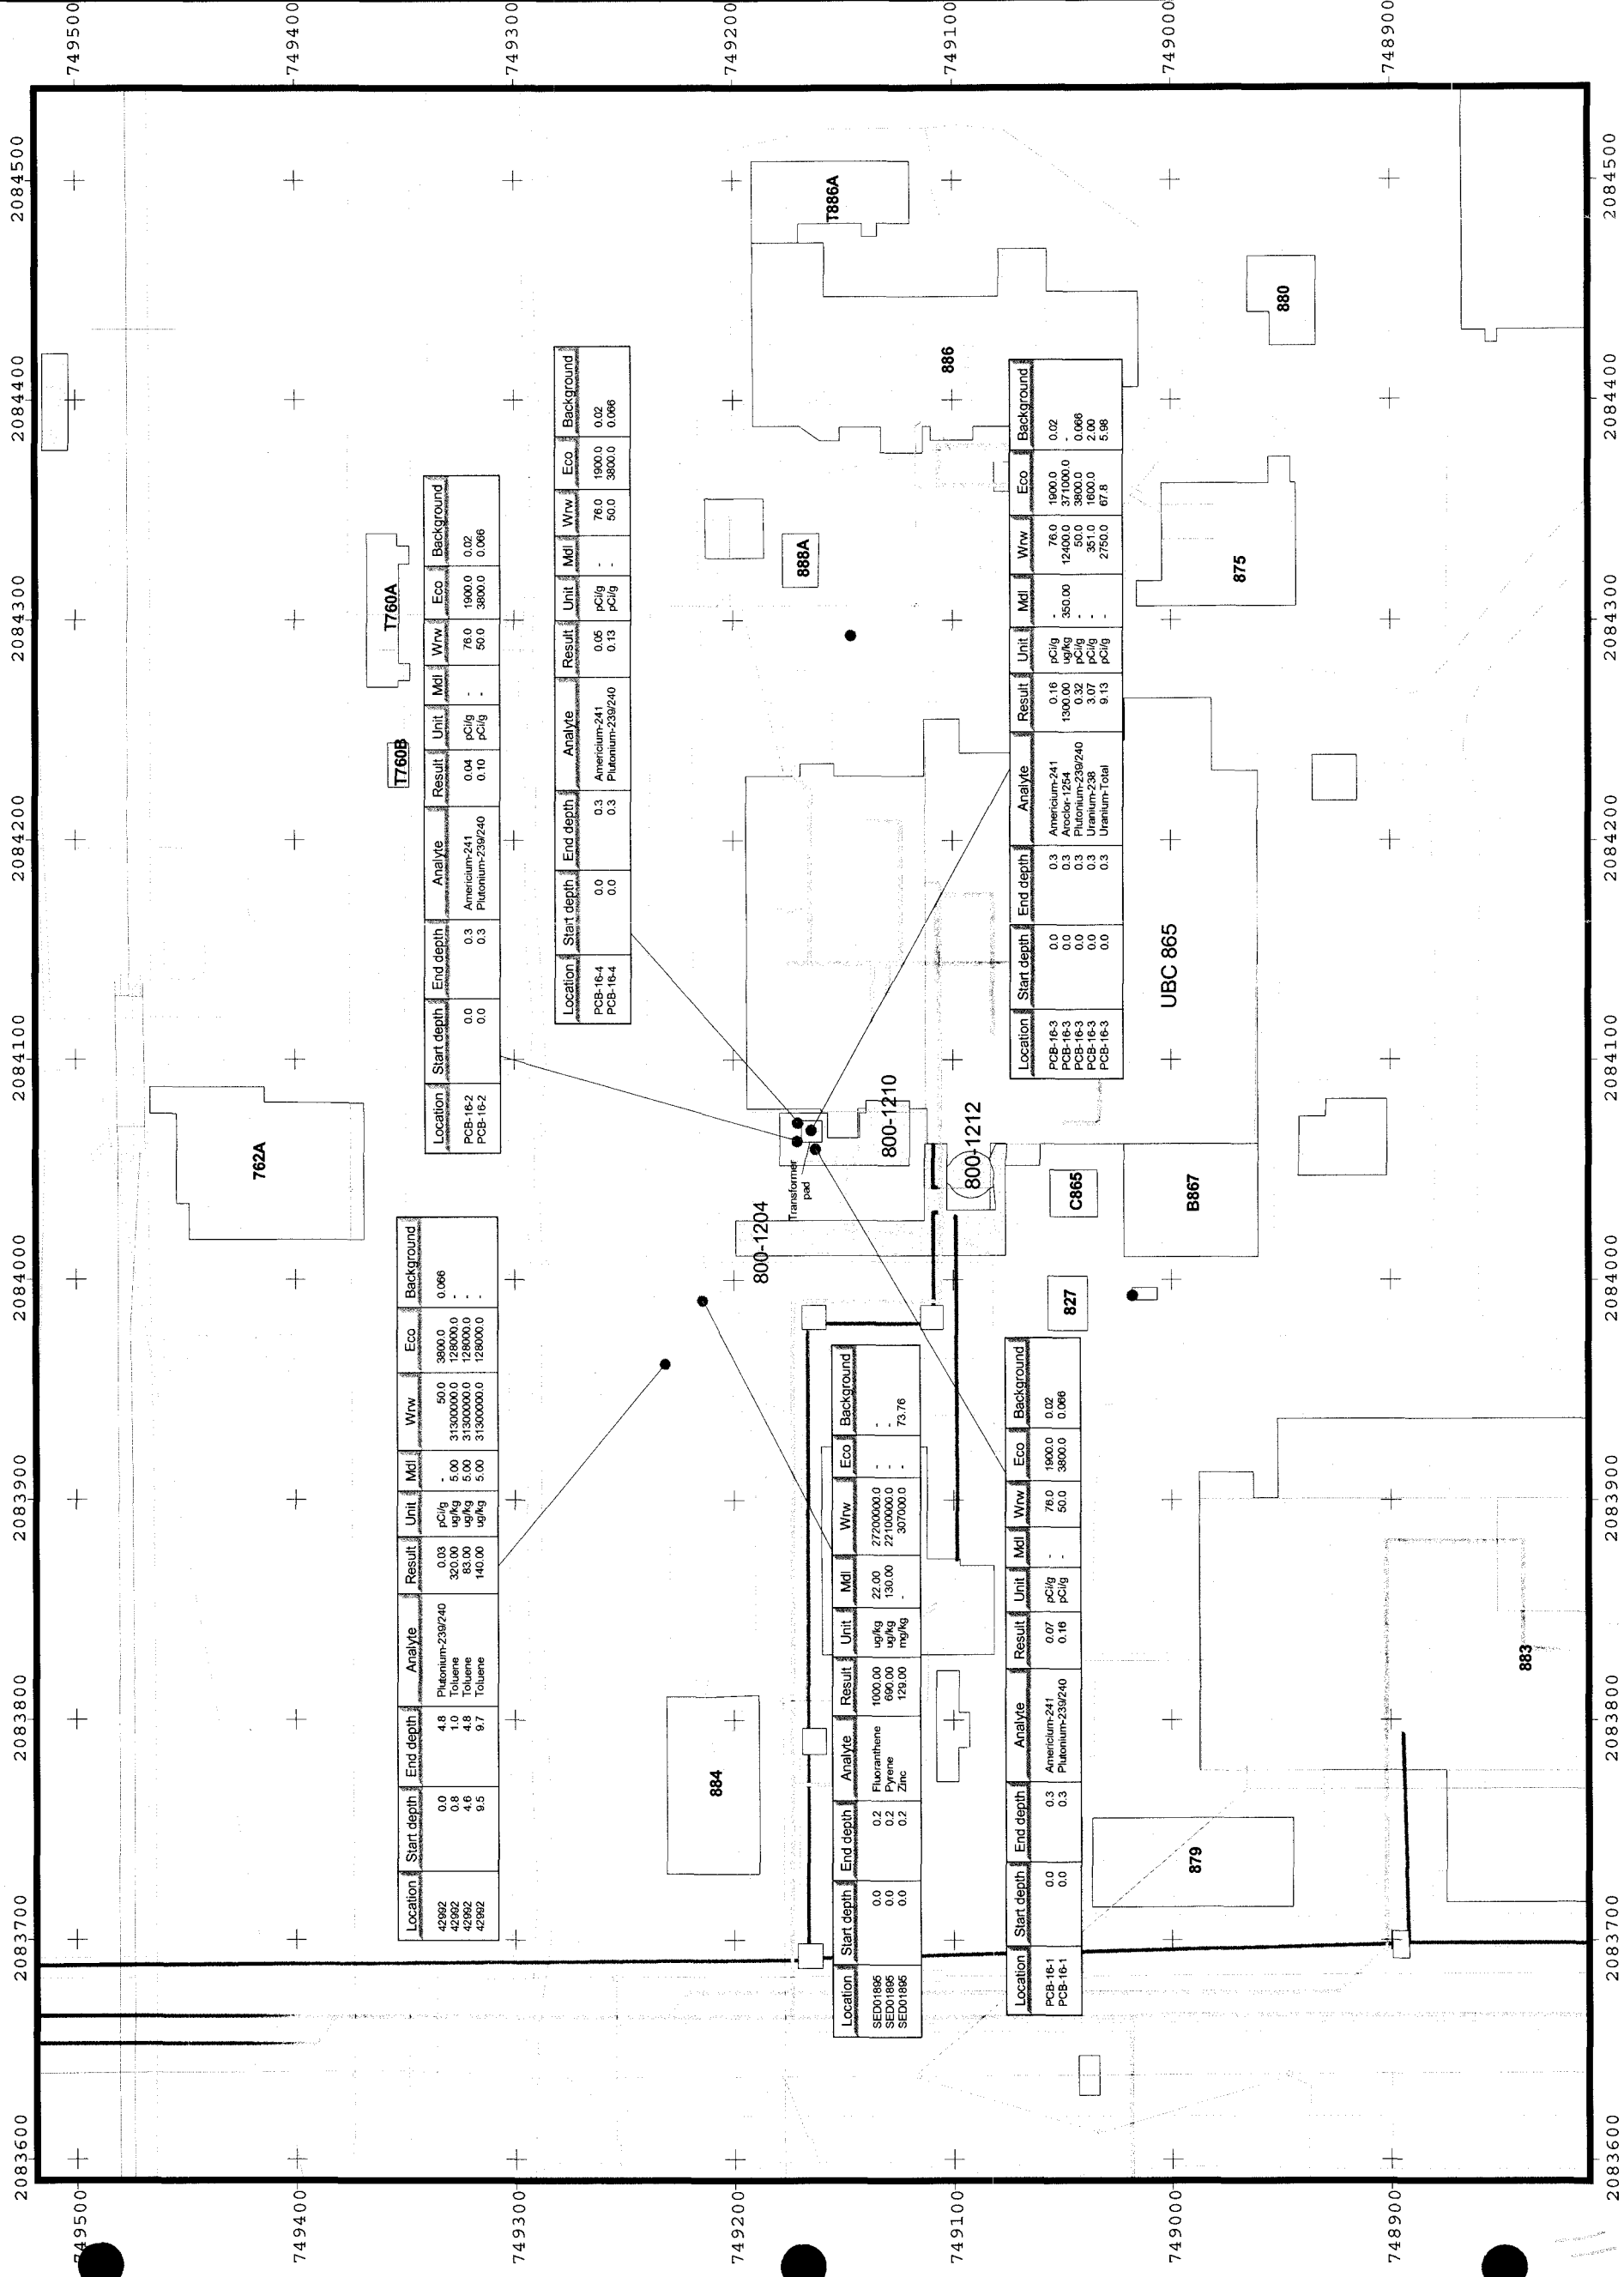 2083600 2083700 2083800 2083900 2084000 2084100 2084200 2084300 2084400 2084500
749500 749500
749400 749400
749300 749300
749200 749200
749100 749100
749000 749000
748900 748900
2083600 2083700 2083800 2083900 2084000 2084100 2084200 2084300 2084400 2084500
762A
T760B
T760A
Location Start depth End depth Analyte Result Unit Mdl Wrw Eco Background
42992 0.0 4.8 Plutonium-239/240 0.03 pCi/g - 50.0 3800.0 0.066
42992 0.8 1.0 Toluene 320.00 ug/kg 5.00 31300000.0 128000.0 -
42992 4.6 4.8 Toluene 83.00 ug/kg 5.00 31300000.0 128000.0 -
42992 9.5 9.7 Toluene 140.00 ug/kg 5.00 31300000.0 128000.0 -
Location Start depth End depth Analyte Result Unit Mdl Wrw Eco Background
PCB-16-2 0.0 0.3 Americium-241 0.04 pCi/g - 76.0 1900.0 0.02
PCB-16-2 0.0 0.3 Plutonium-239/240 0.10 pCi/g - 50.0 3800.0 0.066
Location Start depth End depth Analyte Result Unit Mdl Wrw Eco Background
PCB-16-4 0.0 0.3 Americium-241 0.05 pCi/g - 76.0 1900.0 0.02
PCB-16-4 0.0 0.3 Plutonium-239/240 0.13 pCi/g - 50.0 3800.0 0.066
884
800-1204
Transformer
pad
888A
T886A
800-1210
800-1212
886
Location Start depth End depth Analyte Result Unit Mdl Wrw Eco Background
SED01895 0.0 0.2 Fluoranthene 1000.00 ug/kg 22.00 27200000.0 - -
SED01895 0.0 0.2 Pyrene 690.00 ug/kg 130.00 22100000.0 - -
SED01895 0.0 0.2 Zinc 129.00 mg/kg - 307000.0 - 73.76
Location Start depth End depth Analyte Result Unit Mdl Wrw Eco Background
PCB-16-1 0.0 0.3 Americium-241 0.07 pCi/g - 76.0 1900.0 0.02
PCB-16-1 0.0 0.3 Plutonium-239/240 0.16 pCi/g - 50.0 3800.0 0.066
Location Start depth End depth Analyte Result Unit Mdl Wrw Eco Background
PCB-16-3 0.0 0.3 Americium-241 0.16 pCi/g - 76.0 1900.0 0.02
PCB-16-3 0.0 0.3 Aroclor-1254 1300.00 ug/kg 350.00 12400.0 371000.0 -
PCB-16-3 0.0 0.3 Plutonium-239/240 0.32 pCi/g - 50.0 3800.0 0.066
PCB-16-3 0.0 0.3 Uranium-238 3.07 pCi/g - 351.0 1600.0 2.00
PCB-16-3 0.0 0.3 Uranium-Total 9.13 pCi/g - 2750.0 67.8 5.98
827
C865
UBC 865
B867
879
875
880
883